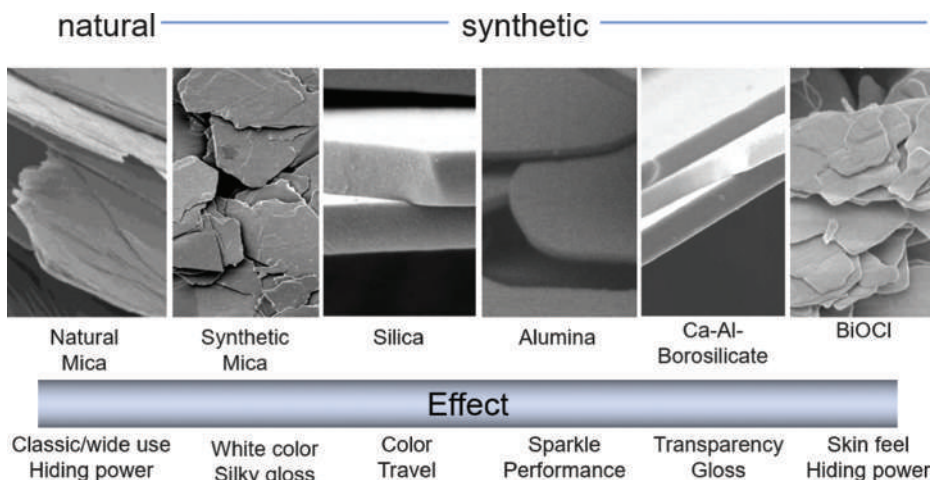 natural
synthetic
Natural
Mica
Synthetic
Mica
Silica
Alumina
Ca-Al-
Borosilicate
BiOCl
Effect
Classic/wide use
Hiding power
White color
Silky gloss
Color
Travel
Sparkle
Performance
Transparency
Gloss
Skin feel
Hiding power